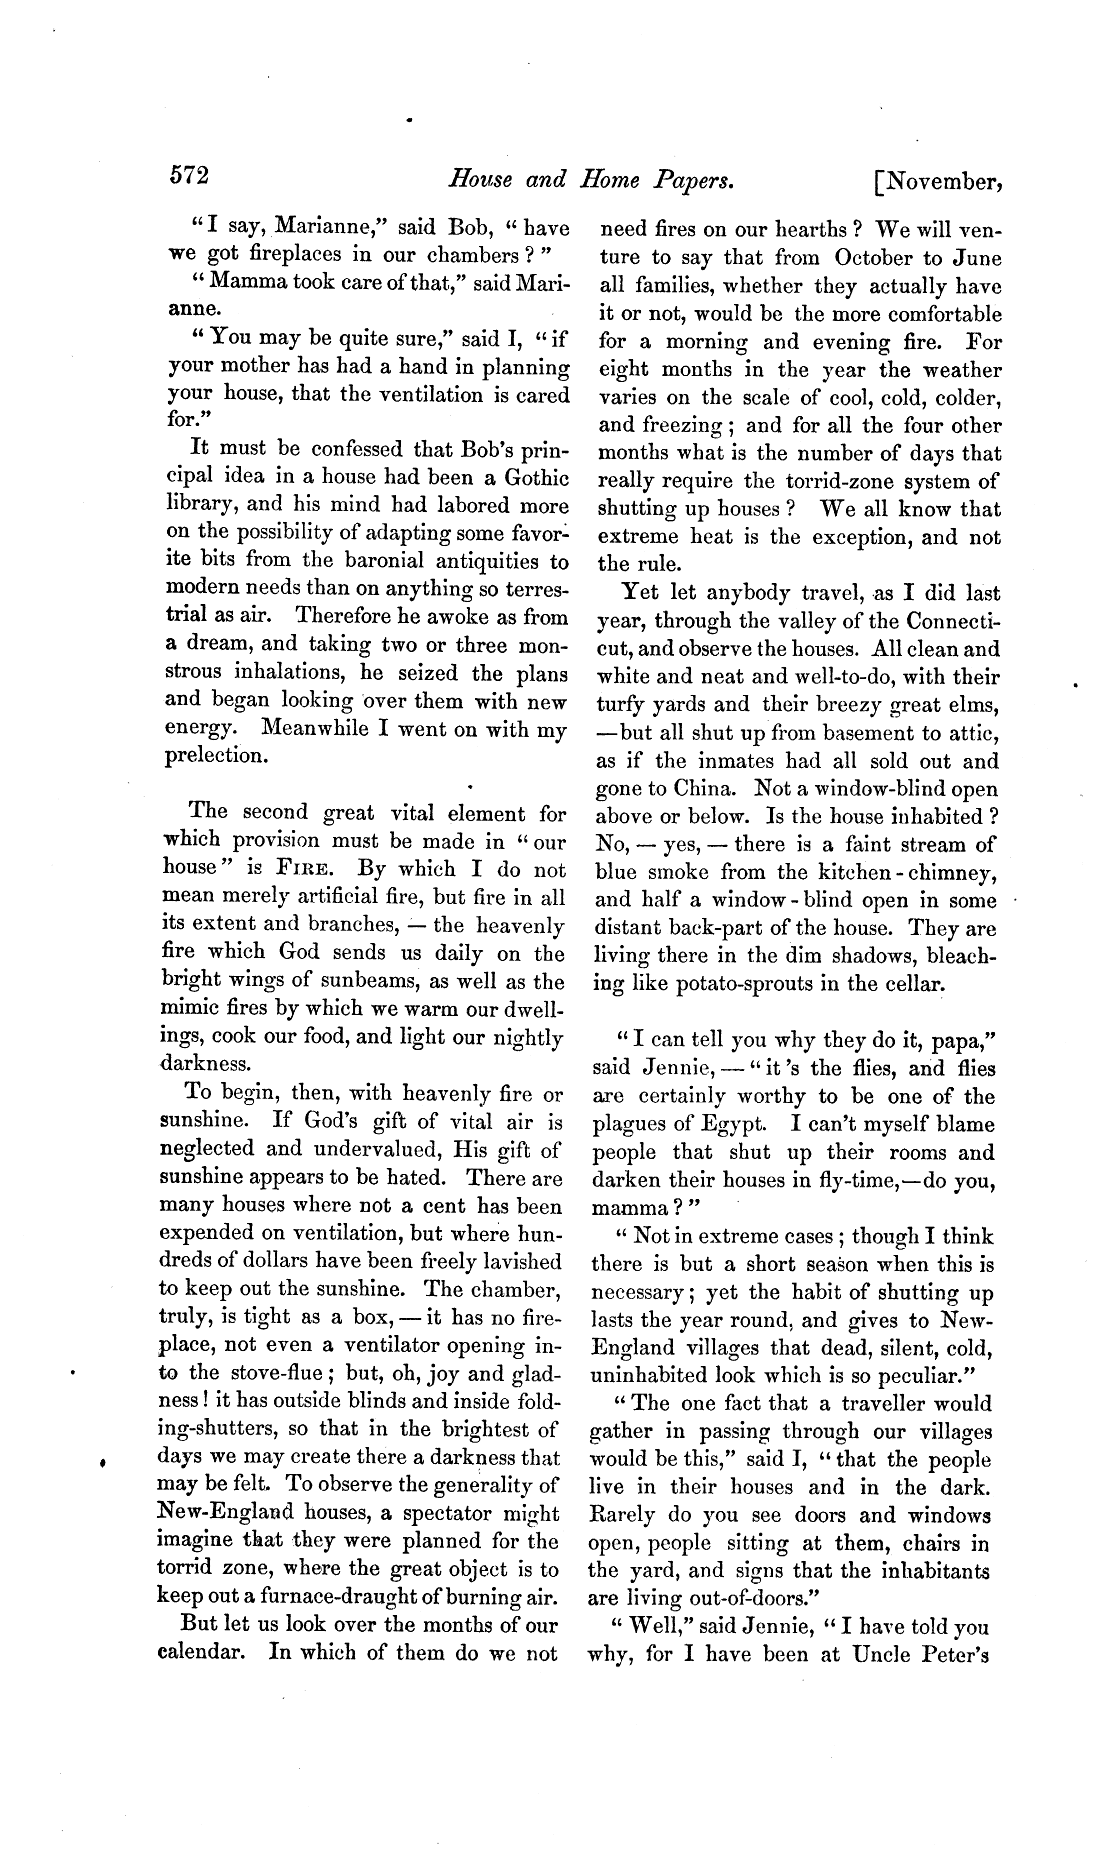 572 House and Home Papers. [November,
"I say, Marianne," said Bob, "have
we got fireplaces in our chambers?"
"Mamma took care of that," said Mari-
anne.
"You may be quite sure," said I, "if
your mother has had a hand in planning
your house, that the ventilation is cared
for."
It must be confessed that Bob's prin-
cipal idea in a house had been a Gothic
library, and his mind had labored more
on the possibility of adapting some favor-
ite bits from the baronial antiquities to
modern needs than on anything so terres-
trial as air. Therefore he awoke as from
a dream, and taking two or three mon-
strous inhalations, he seized the plans
and began looking over them with new
energy. Meanwhile I went on with my
prelection.
The second great vital element for
which provision must be made in "our
house" is FIRE. By which I do not
mean merely artificial fire, but fire in all
its extent and branches, — the heavenly
fire which God sends us daily on the
bright wings of sunbeams, as well as the
mimic fires by which we warm our dwell-
ings, cook our food, and light our nightly
darkness.
To begin, then, with heavenly fire or
sunshine. If God's gift of vital air is
neglected and undervalued, His gift of
sunshine appears to be hated. There are
many houses where not a cent has been
expended on ventilation, but where hun-
dreds of dollars have been freely lavished
to keep out the sunshine. The chamber,
truly, is tight as a box, — it has no fire-
place, not even a ventilator opening in-
to the stove-flue; but, oh, joy and glad-
ness! it has outside blinds and inside fold-
ing-shutters, so that in the brightest of
days we may create there a darkness that
may be felt. To observe the generality of
New-England houses, a spectator might
imagine that they were planned for the
torrid zone, where the great object is to
keep out a furnace-draught of burning air.
But let us look over the months of our
calendar. In which of them do we not
need fires on our hearths? We will ven-
ture to say that from October to June
all families, whether they actually have
it or not, would be the more comfortable
for a morning and evening fire. For
eight months in the year the weather
varies on the scale of cool, cold, colder,
and freezing; and for all the four other
months what is the number of days that
really require the torrid-zone system of
shutting up houses? We all know that
extreme heat is the exception, and not
the rule.
Yet let anybody travel, as I did last
year, through the valley of the Connecti-
cut, and observe the houses. All clean and
white and neat and well-to-do, with their
turfy yards and their breezy great elms,
—but all shut up from basement to attic,
as if the inmates had all sold out and
gone to China. Not a window-blind open
above or below. Is the house inhabited?
No, — yes, — there is a faint stream of
blue smoke from the kitchen-chimney,
and half a window-blind open in some
distant back-part of the house. They are
living there in the dim shadows, bleach-
ing like potato-sprouts in the cellar.
"I can tell you why they do it, papa,"
said Jennie, — "it's the flies, and flies
are certainly worthy to be one of the
plagues of Egypt. I can't myself blame
people that shut up their rooms and
darken their houses in fly-time,—do you,
mamma?"
"Not in extreme cases; though I think
there is but a short season when this is
necessary; yet the habit of shutting up
lasts the year round, and gives to New-
England villages that dead, silent, cold,
uninhabited look which is so peculiar."
"The one fact that a traveller would
gather in passing through our villages
would be this," said I, "that the people
live in their houses and in the dark.
Rarely do you see doors and windows
open, people sitting at them, chairs in
the yard, and signs that the inhabitants
are living out-of-doors."
"Well," said Jennie, "I have told you
why, for I have been at Uncle Peter's